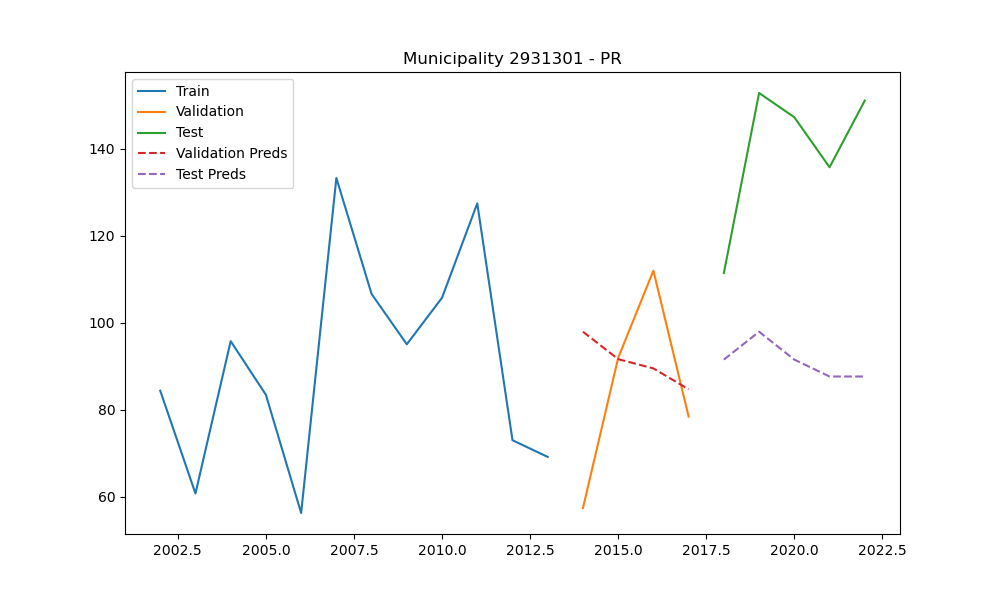 Municipality 2931301 - PR
Train
Validation
Test
Validation Preds
Test Preds
140
120
100
80
60
2002.5 2005.0 2007.5 2010.0 2012.5 2015.0 2017.5 2020.0 2022.5